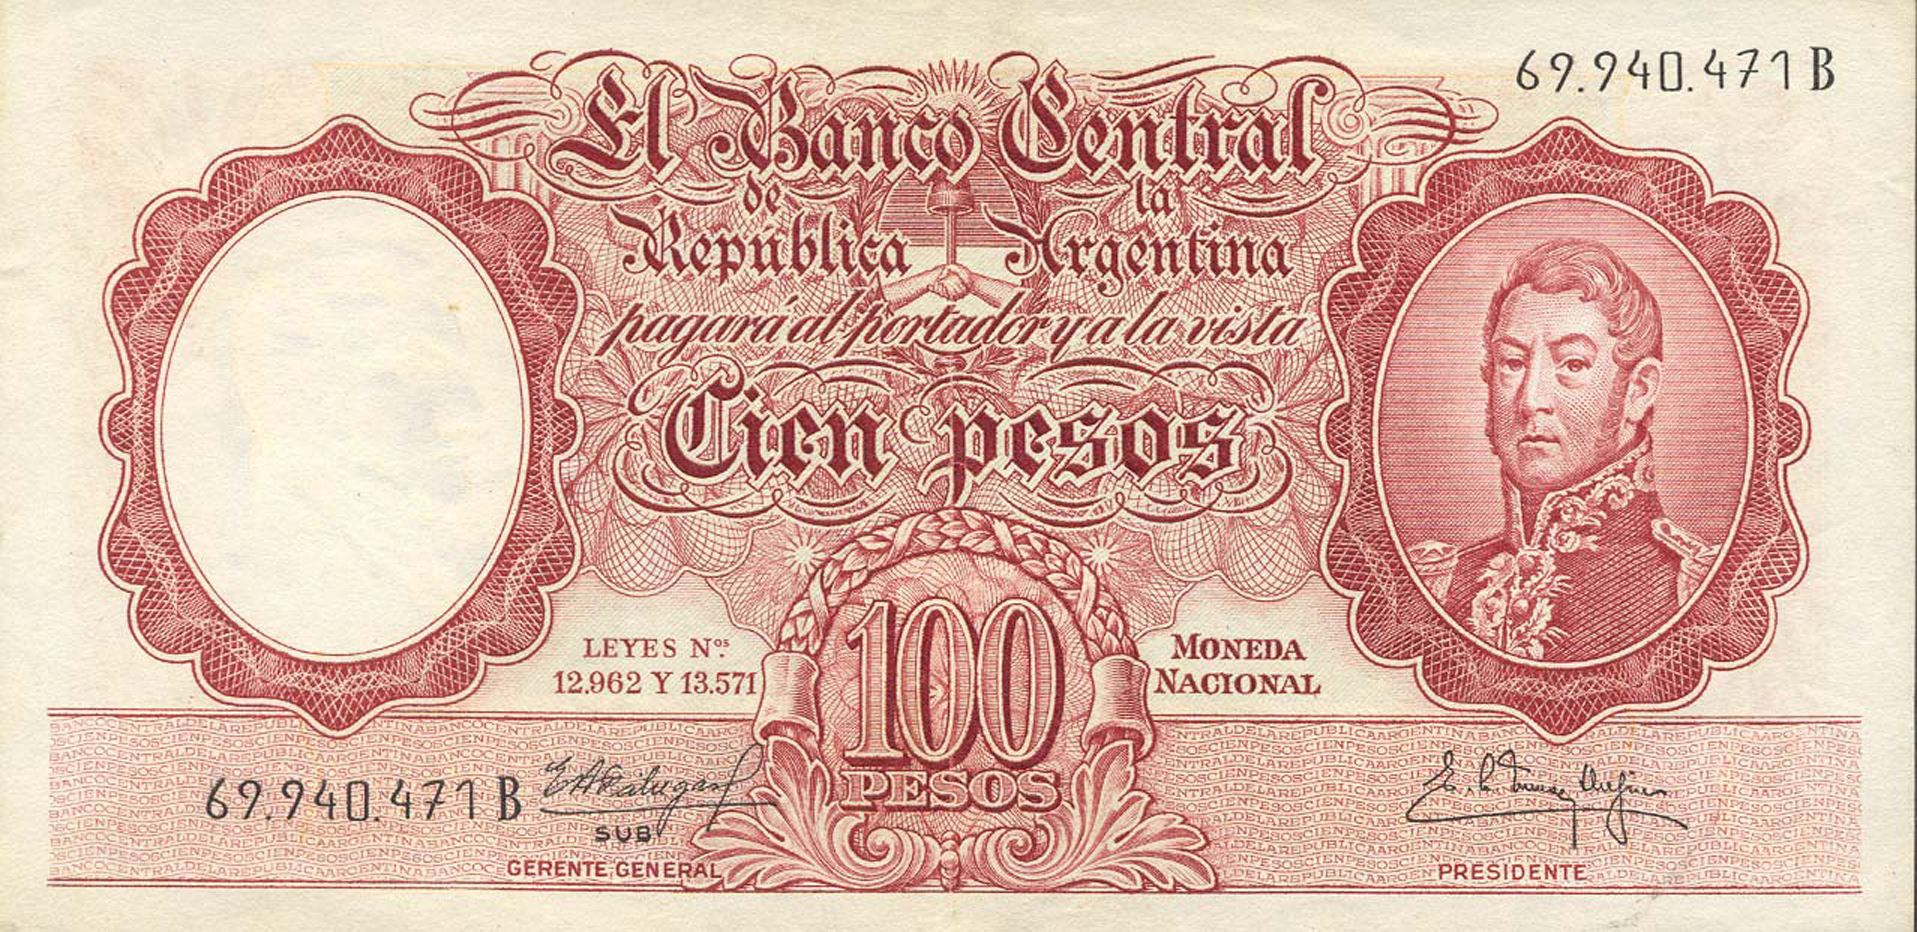 69.940.471 B
El Banco Central
de la
República Argentina
pagará al portador y a la vista
Cien pesos
LEYES Nºs.
12.962 Y 13.571
MONEDA
NACIONAL
100
PESOS
69.940.471 B
SUB
GERENTE GENERAL
PRESIDENTE